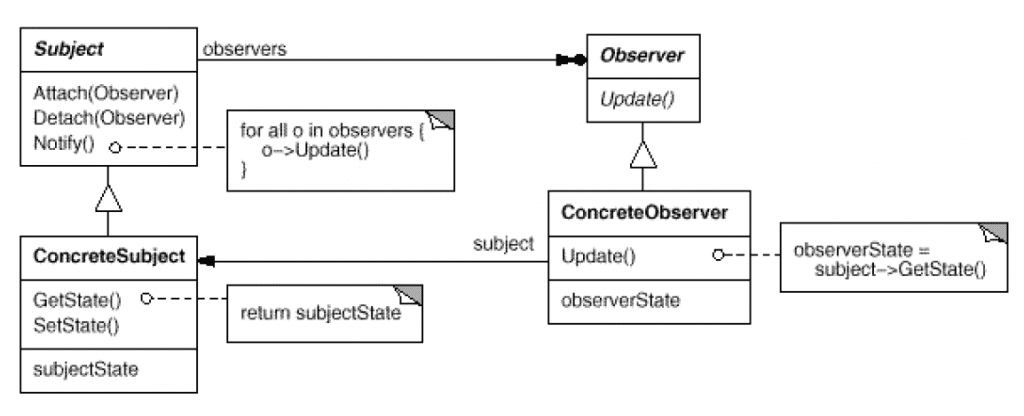 Subject
Attach(Observer)
Detach(Observer)
Notify()
observers
for all o in observers {
o->Update()
}
Observer
Update()
ConcreteSubject
GetState()
SetState()
subjectState
return subjectState
subject
ConcreteObserver
Update()
observerState
observerState =
subject->GetState()